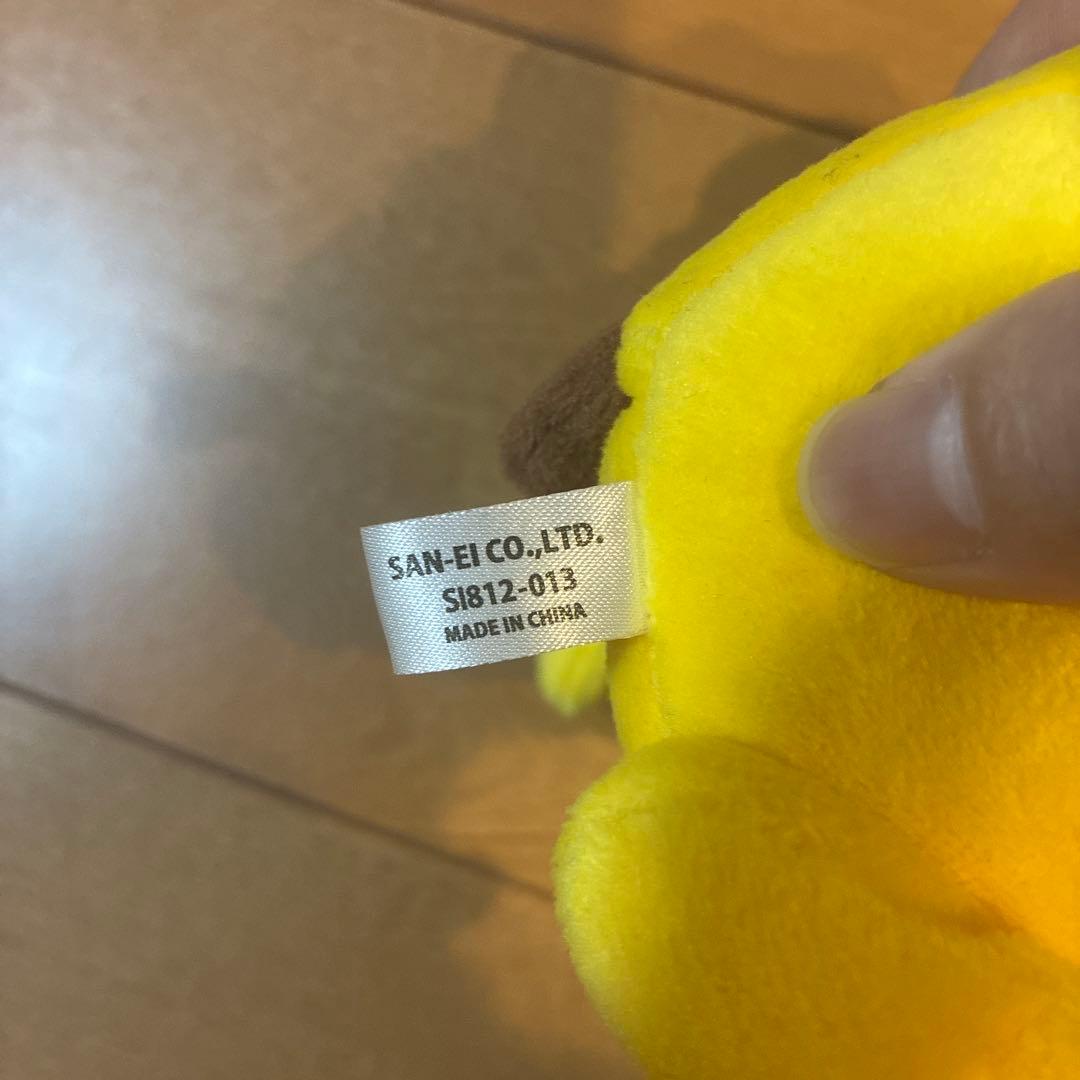 SAN-EI CO.,LTD.
SI812-013
MADE IN CHINA